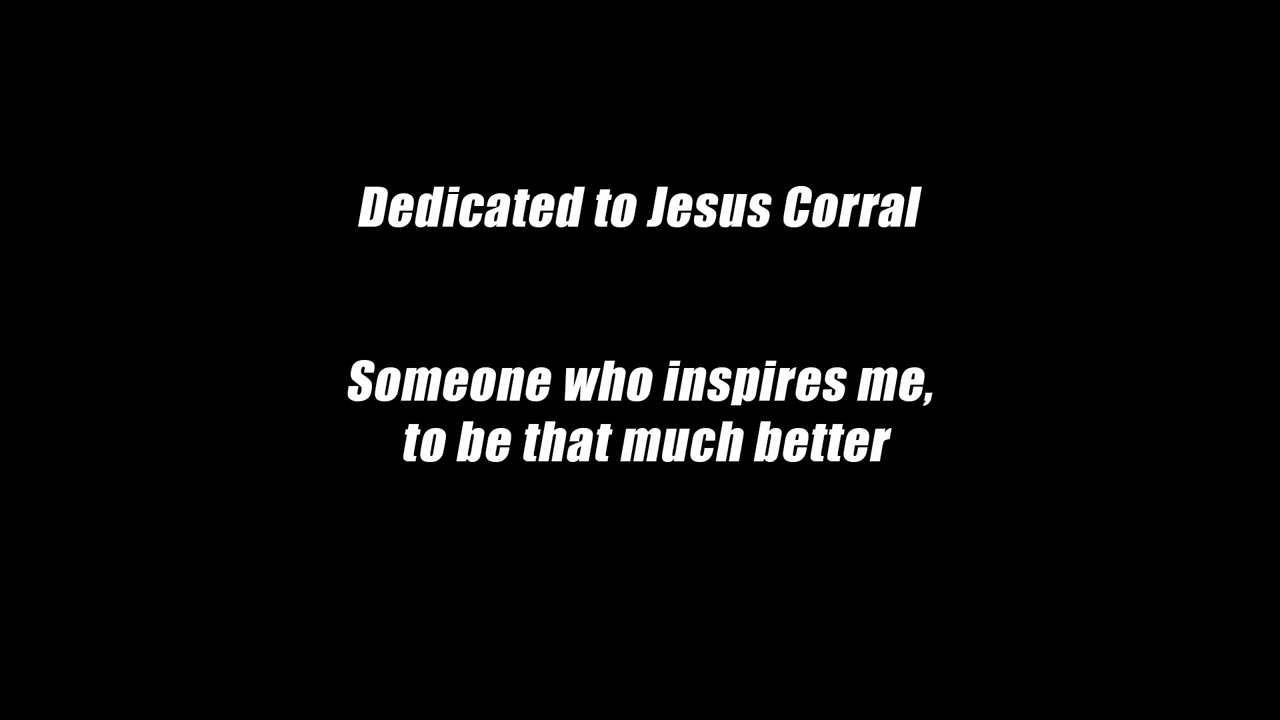 Dedicated to Jesus Corral
Someone who inspires me,
to be that much better